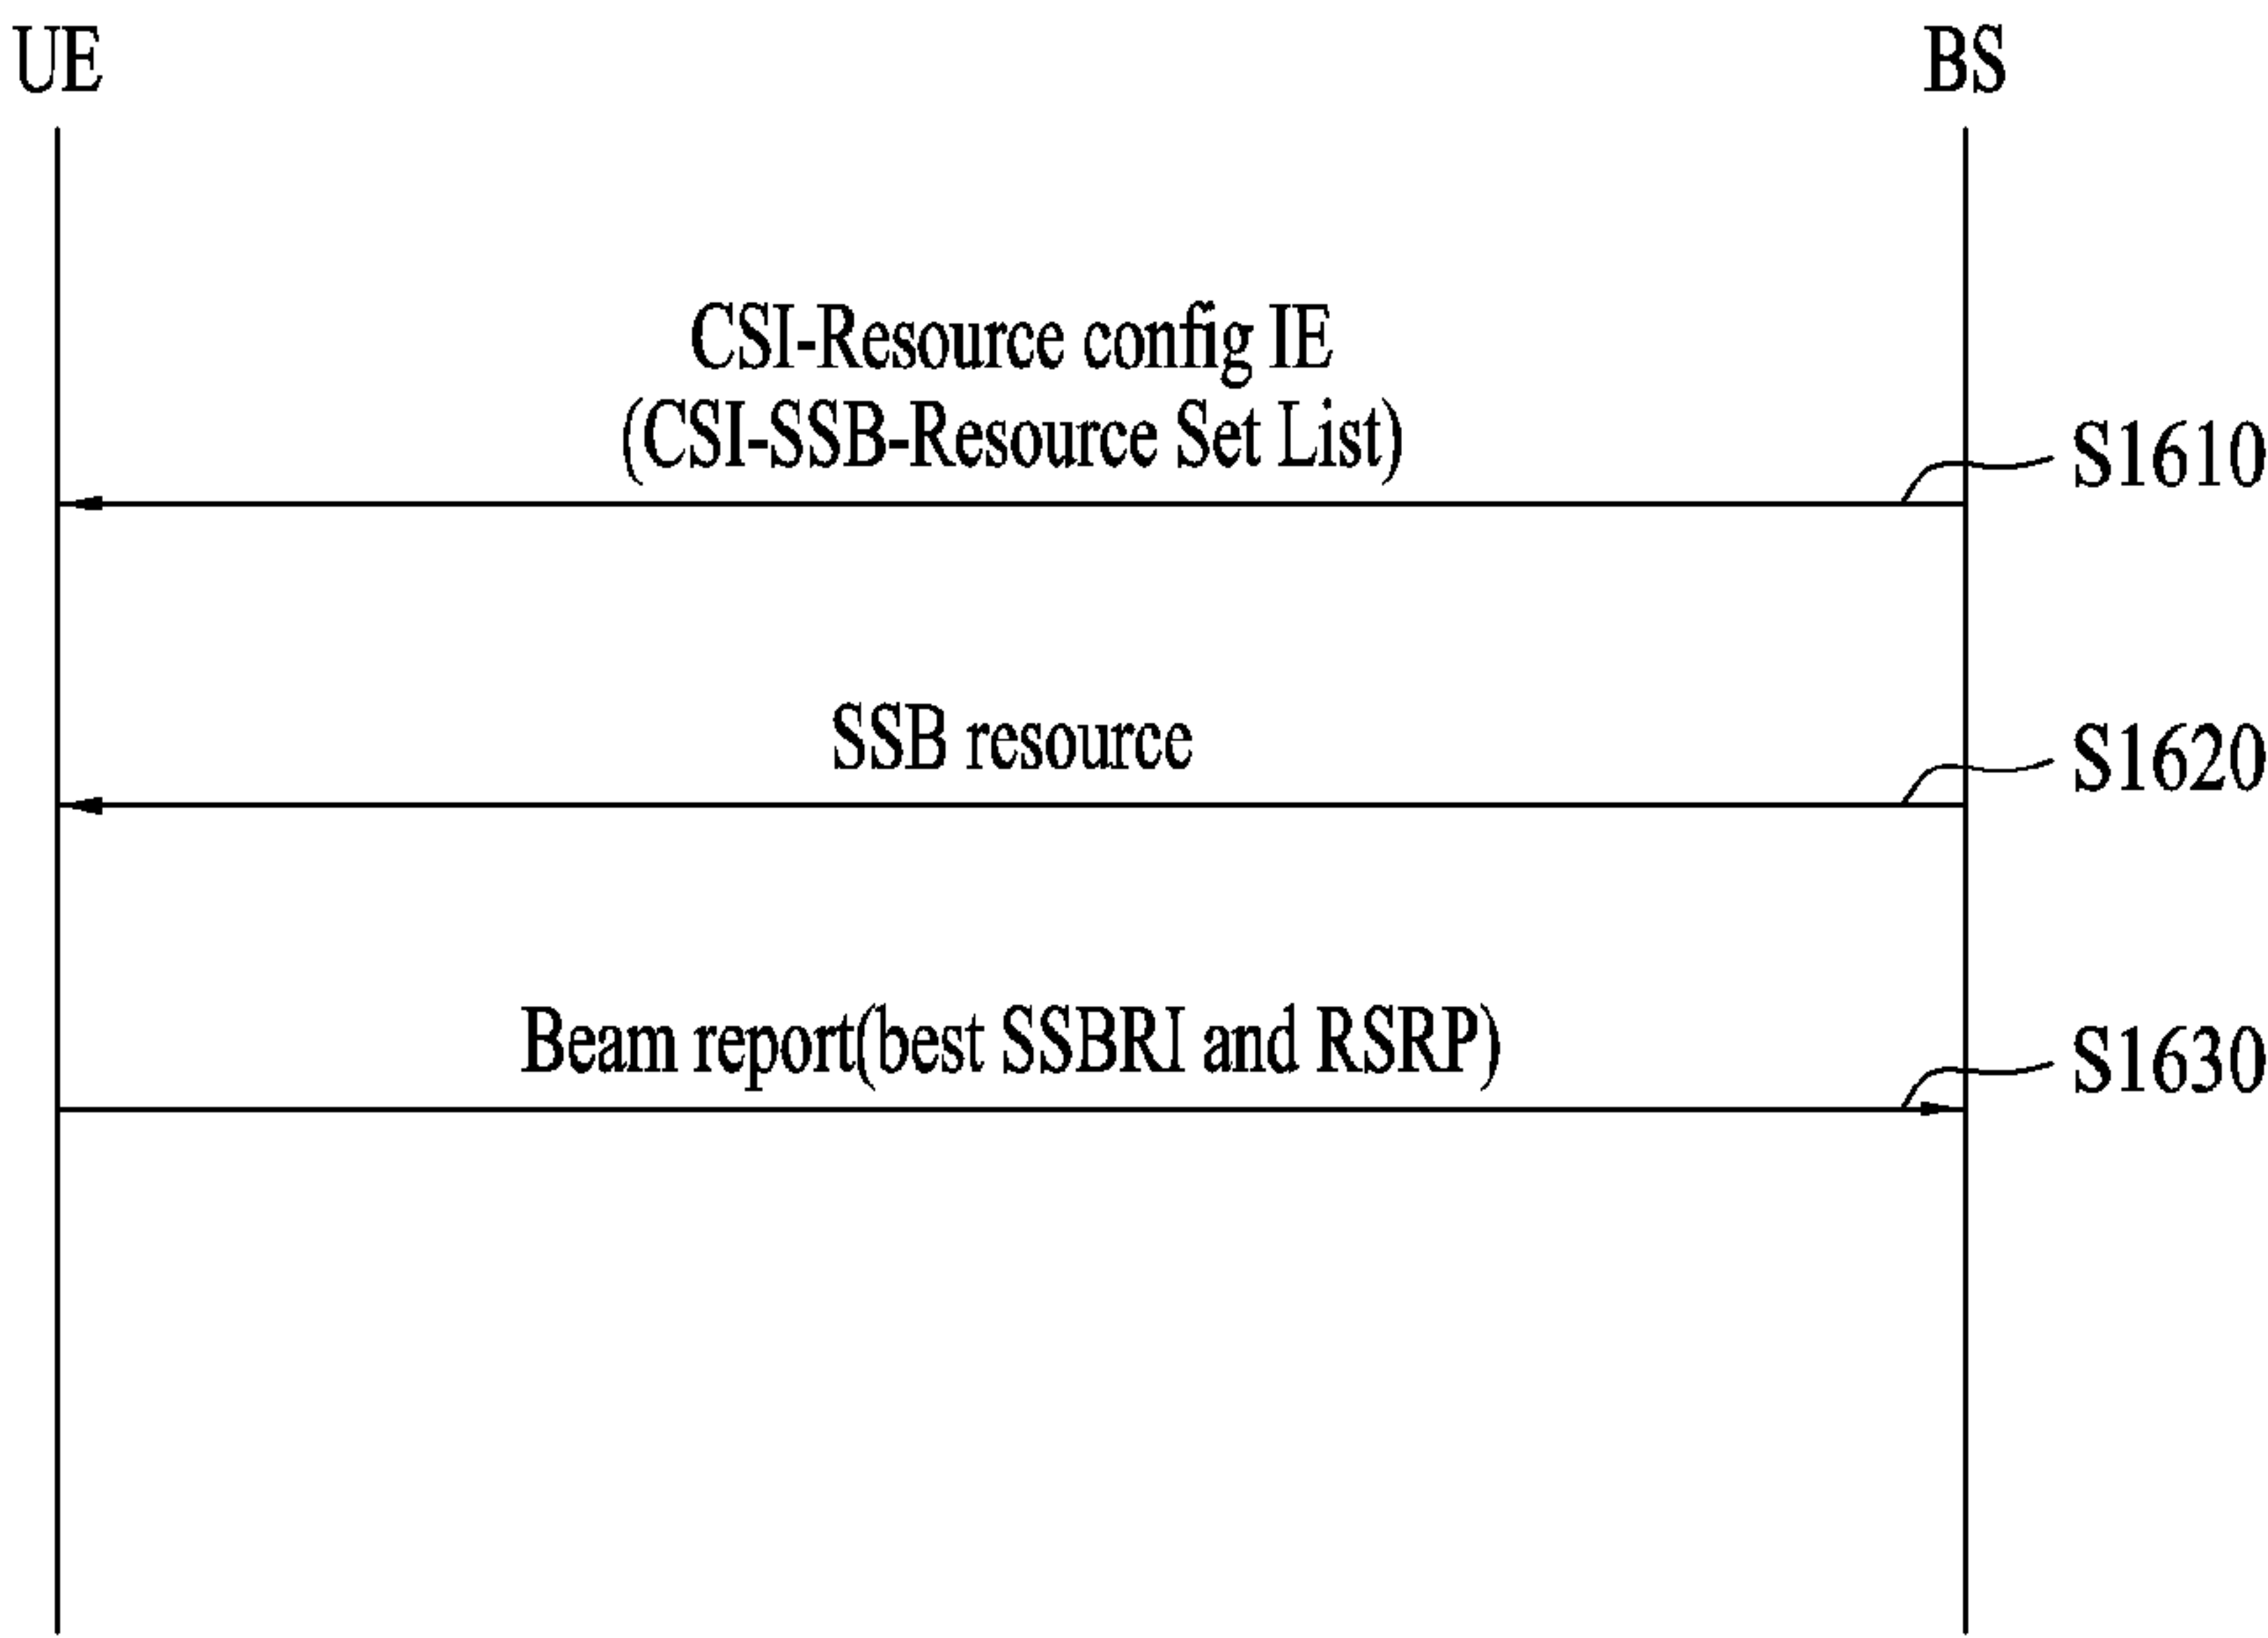 UE
BS
CSI-Resource config IE
(CSI-SSB-Resource Set List)
S1610
SSB resource
S1620
Beam report(best SSBRI and RSRP)
S1630